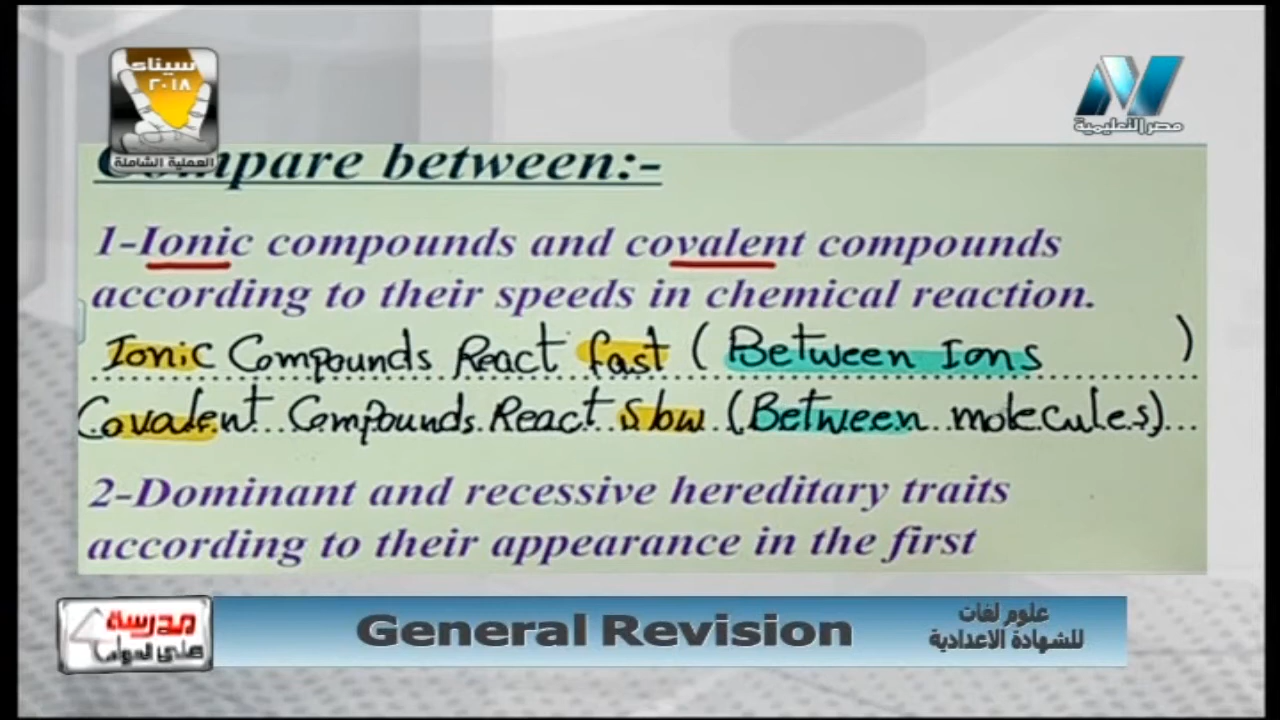 سيناء
٢٠١٨
العملية الشاملة
مصر التعليمية
Compare between:-
1-Ionic compounds and covalent compounds
according to their speeds in chemical reaction.
Ionic Compounds React fast ( Between Ions )
Covalent Compounds React Slow (Between molecules)
2-Dominant and recessive hereditary traits
according to their appearance in the first
مدرسة
على الهواء
General Revision
علوم لغات
للشهادة الاعدادية